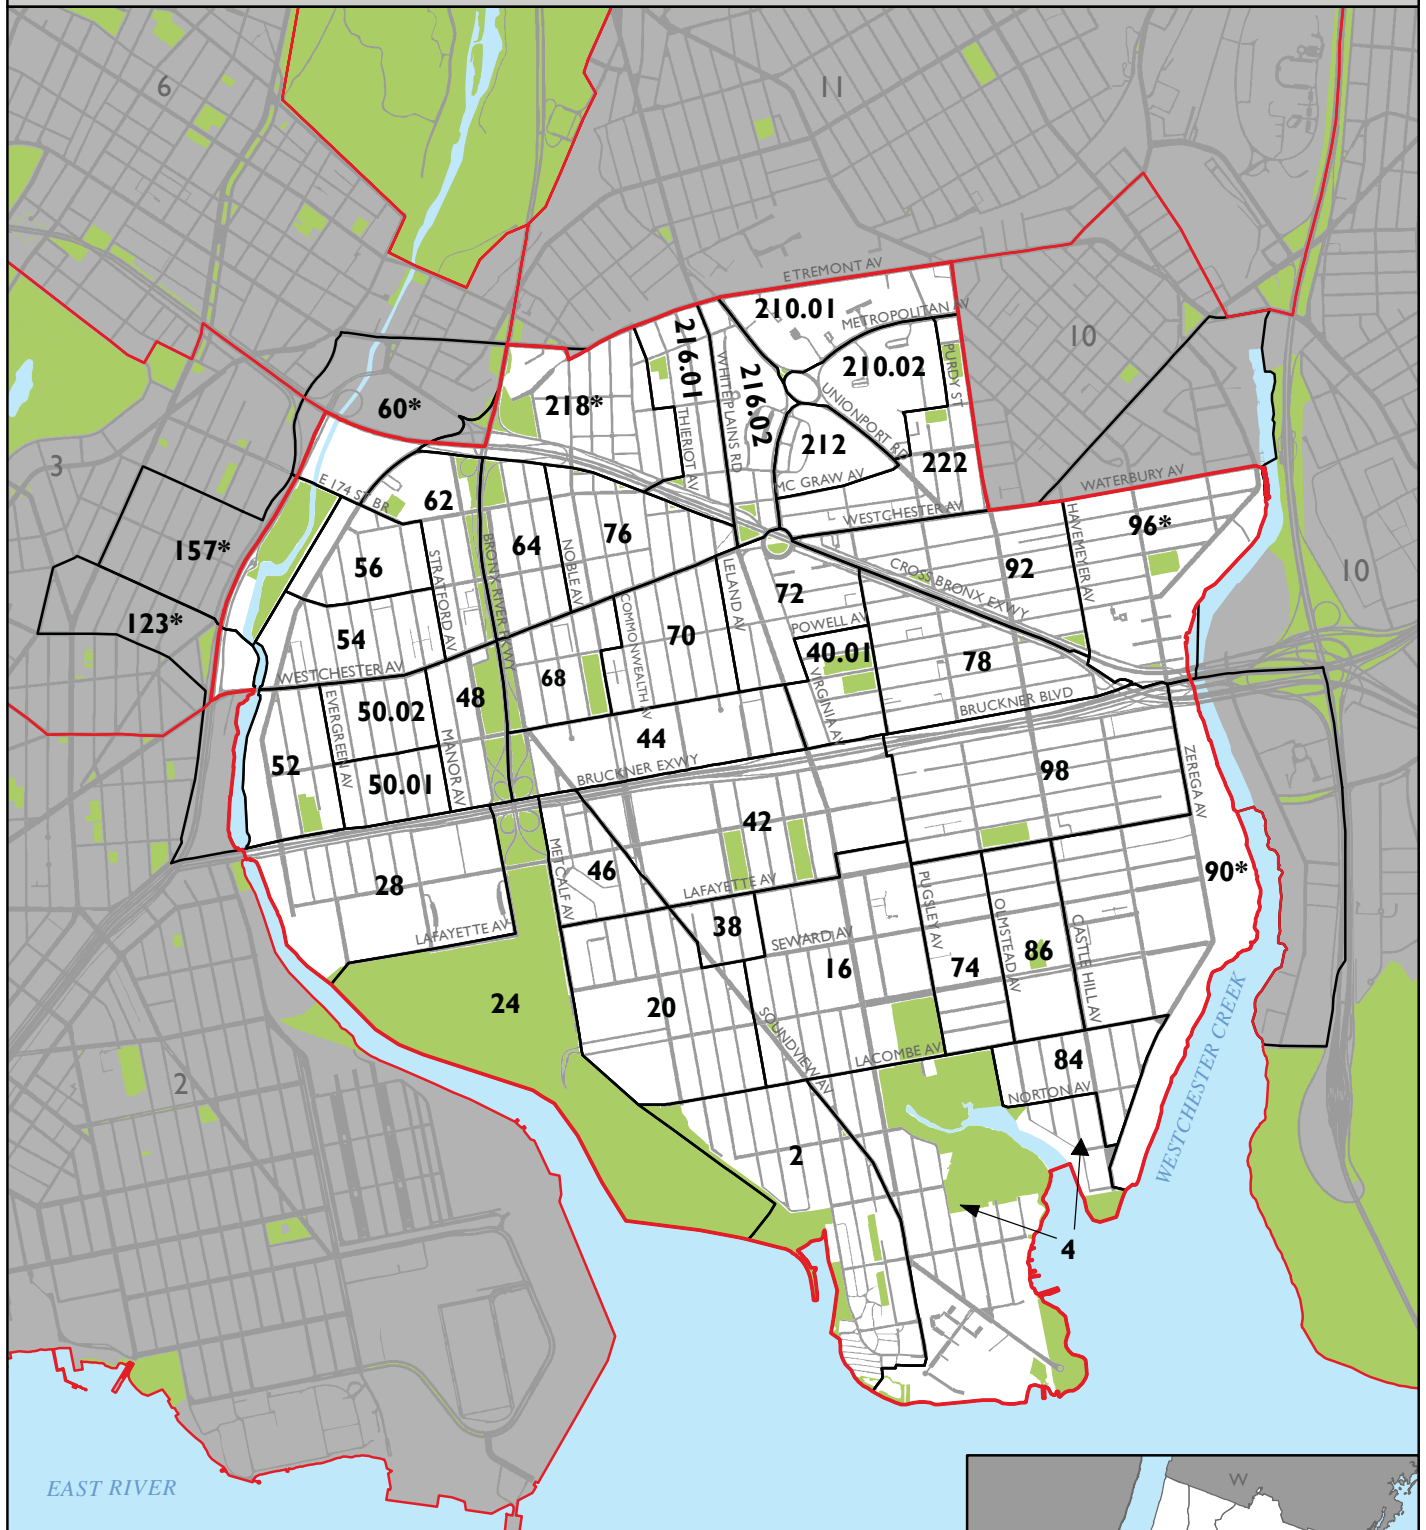 6
11
E TREMONT AV
210.01
METROPOLITAN AV
216.01
10
WHITE PLAINS RD
216.02
210.02
PURDY ST
60*
218*
UNIONPORT RD
THIERIOT AV
212
222
3
MC GRAW AV
WATERBURY AV
E 174 ST BR
62
WESTCHESTER AV
HAVEMEYER AV
96*
157*
64
76
BRONX RIVER EXWY
NOBLE AV
56
STRATFORD AV
CROSS BRONX EXWY
92
10
LELAND AV
72
COMMONWEALTH AV
123*
54
70
POWELL AV
40.01
78
WESTCHESTER AV
68
VIRGINIA AV
48
BRUCKNER BLVD
EVERGREEN AV
50.02
44
MANOR AV
52
50.01
BRUCKNER EXWY
98
ZEREGA AV
42
METCALF AV
46
28
LAFAYETTE AV
90*
PUGSLEY AV
OLMSTEAD AV
CASTLE HILL AV
LAFAYETTE AV
38
SEWARD AV
86
16
74
24
20
SOUNDVIEW AV
LACOMBE AV
84
2
NORTON AV
WESTCHESTER CREEK
2
4
EAST RIVER
W